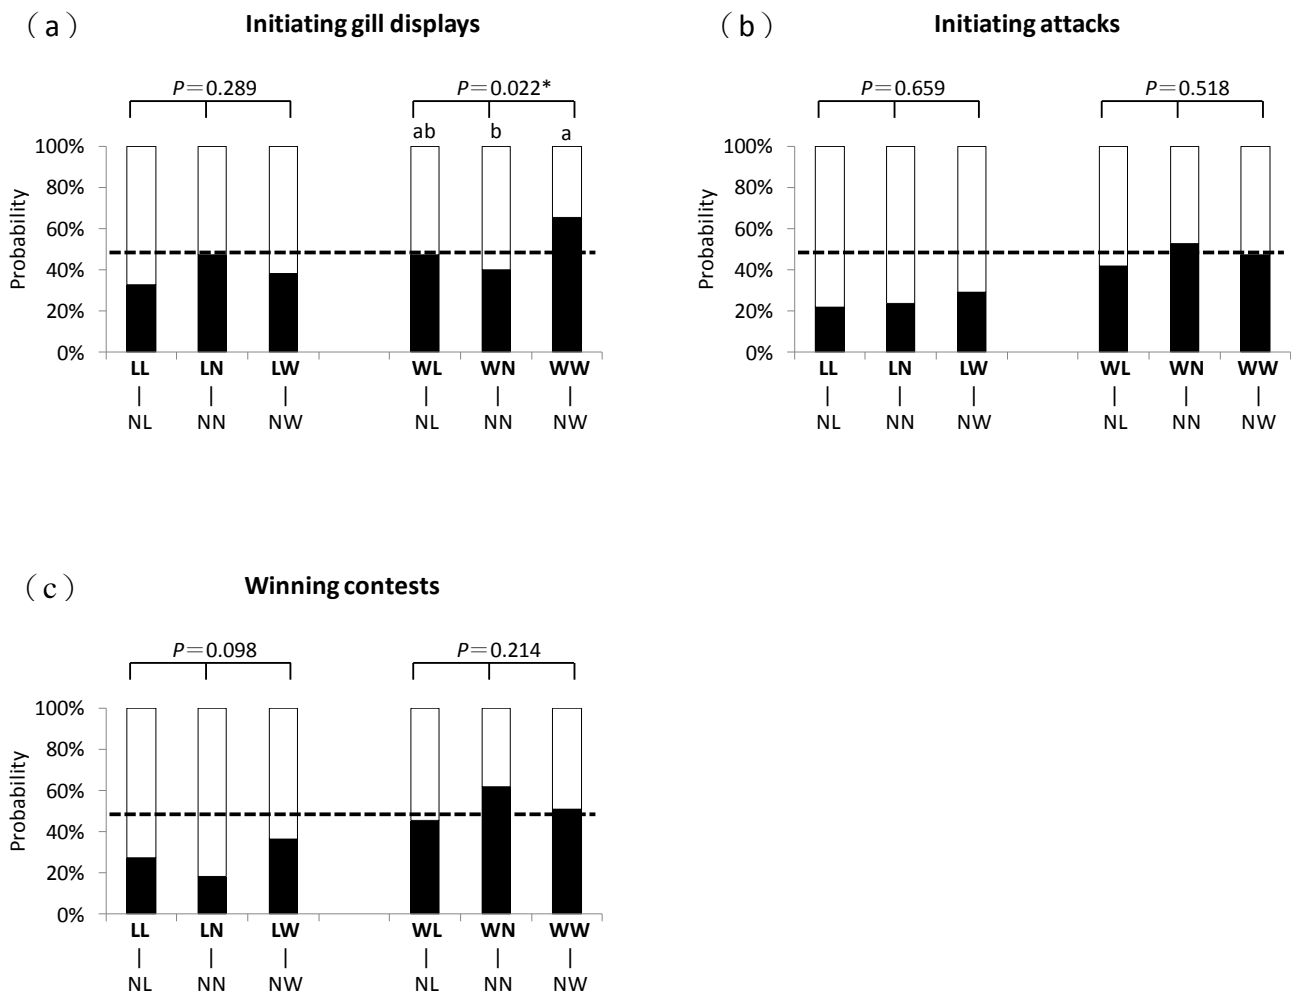 (a) Initiating gill displays
P=0.289 P=0.022*
ab b a
100%
80%
60%
40%
20%
0%
Probability
LL LN LW WL WN WW
NL NN NW NL NN NW
(b) Initiating attacks
P=0.659 P=0.518
100%
80%
60%
40%
20%
0%
Probability
LL LN LW WL WN WW
NL NN NW NL NN NW
(c) Winning contests
P=0.098 P=0.214
100%
80%
60%
40%
20%
0%
Probability
LL LN LW WL WN WW
NL NN NW NL NN NW